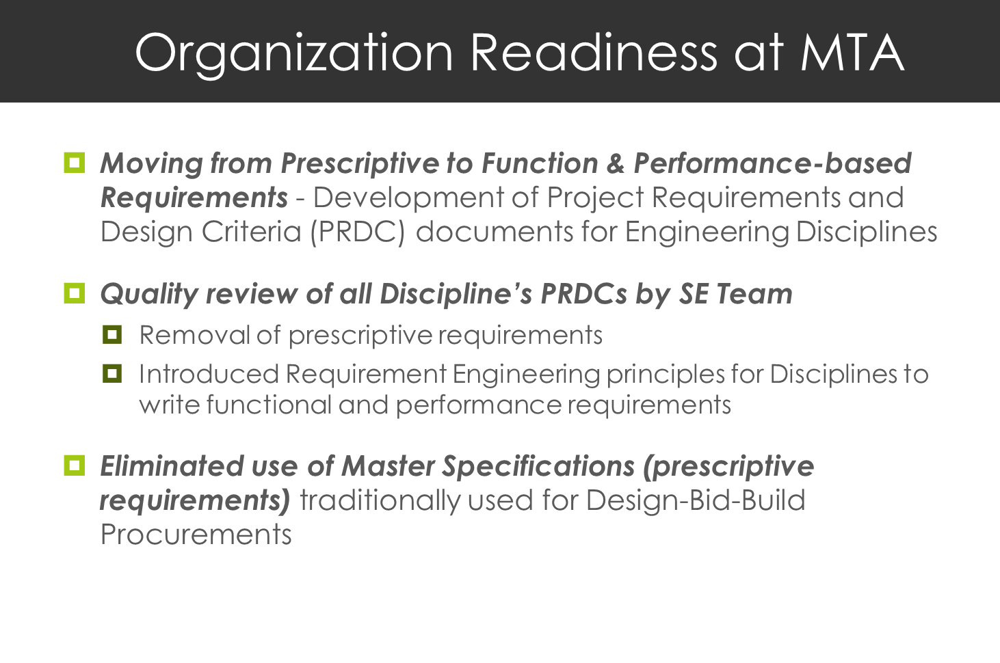 Organization Readiness at MTA
Moving from Prescriptive to Function & Performance-based
Requirements - Development of Project Requirements and
Design Criteria (PRDC) documents for Engineering Disciplines
Quality review of all Discipline’s PRDCs by SE Team
Removal of prescriptive requirements
Introduced Requirement Engineering principles for Disciplines to
write functional and performance requirements
Eliminated use of Master Specifications (prescriptive
requirements) traditionally used for Design-Bid-Build
Procurements